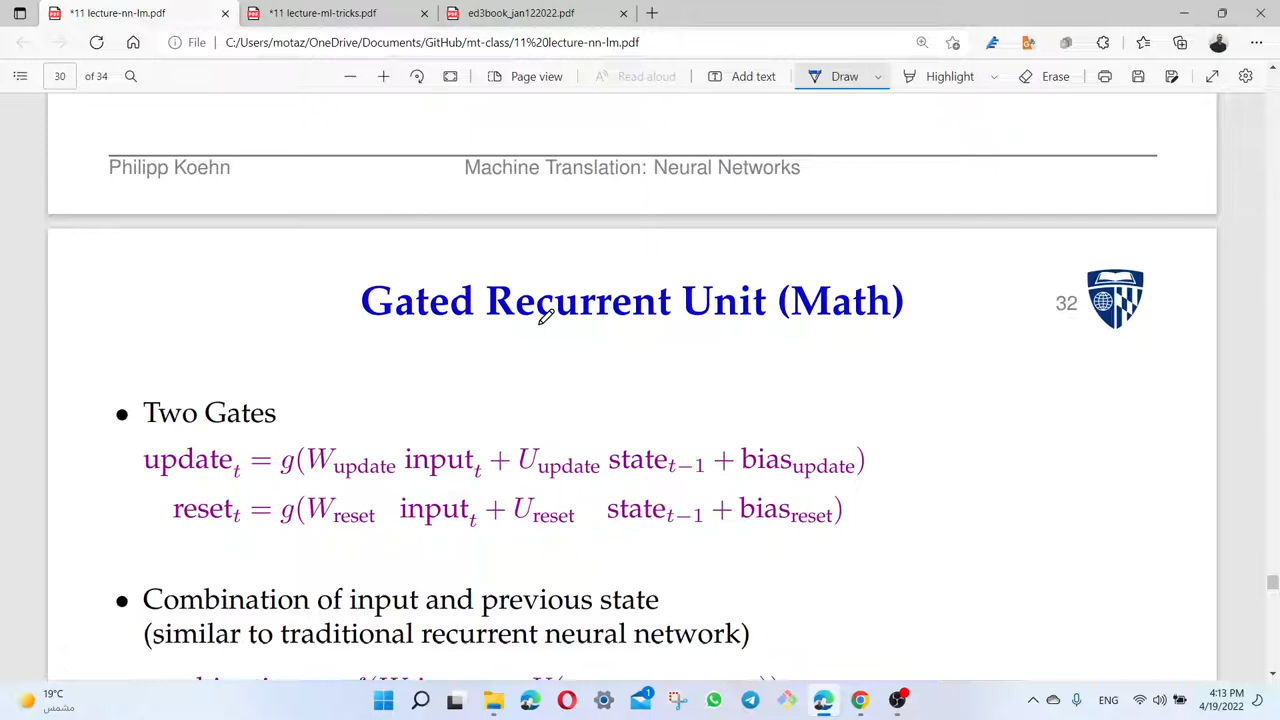 *11 lecture-nn-lm.pdf
*11 lecture-ml-tricks.pdf
ed3book_jan122022.pdf
File
C:/Users/motaz/OneDrive/Documents/GitHub/mt-class/11%20lecture-nn-lm.pdf
30 of 34
Page view
Read aloud
Add text
Draw
Highlight
Erase
Philipp Koehn
Machine Translation: Neural Networks
Gated Recurrent Unit (Math)
32
• Two Gates
update_t = g(W_update input_t + U_update state_{t−1} + bias_update)
reset_t = g(W_reset input_t + U_reset state_{t−1} + bias_reset)
• Combination of input and previous state
(similar to traditional recurrent neural network)
19°C
مشمس
1
ENG
4:13 PM
4/19/2022